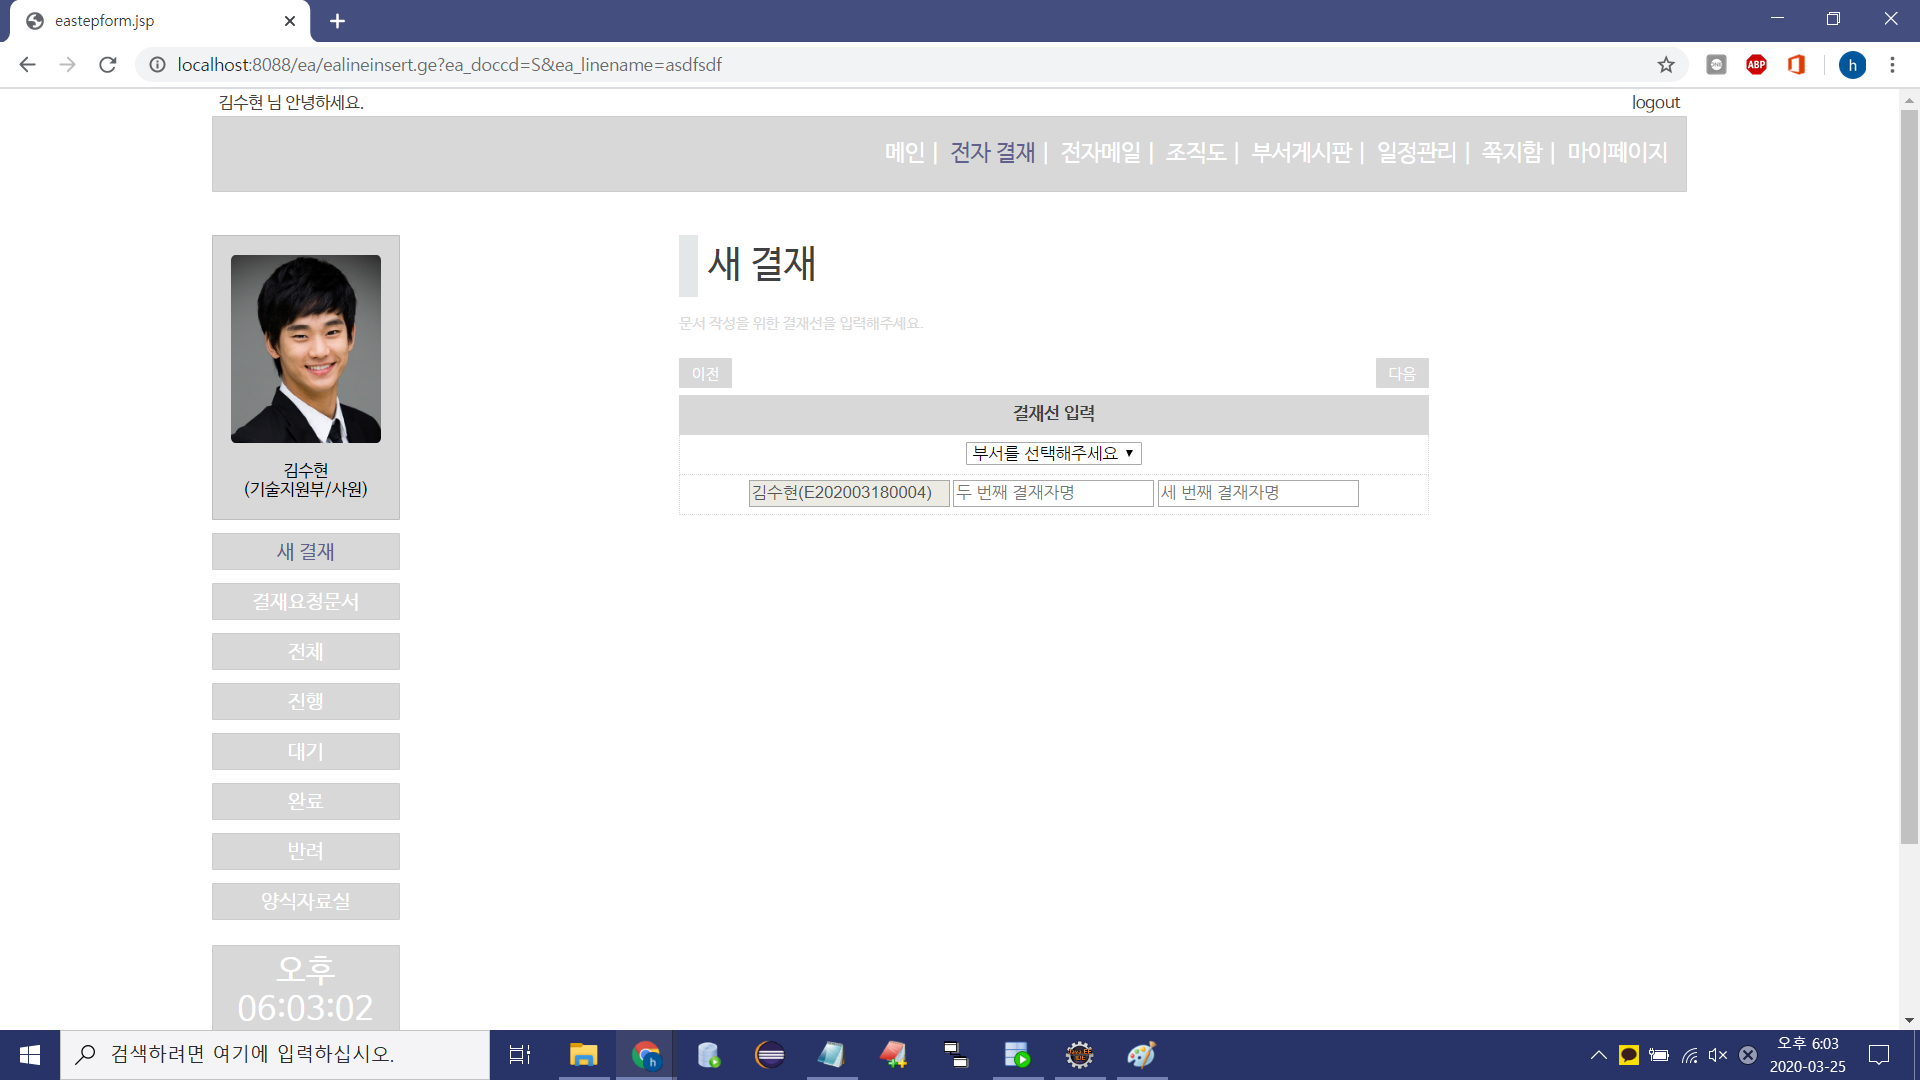 eastepform.jsp
localhost:8088/ea/ealineinsert.ge?ea_doccd=S&ea_linename=asdfsdf
ABP
h
김수현 님 안녕하세요.
logout
메인 | 전자 결재 | 전자메일 | 조직도 | 부서게시판 | 일정관리 | 쪽지함 | 마이페이지
김수현
(기술지원부/사원)
새 결재
결재요청문서
전체
진행
대기
완료
반려
양식자료실
오후
06:03:02
새 결재
문서 작성을 위한 결재선을 입력해주세요.
이전
다음
결재선 입력
부서를 선택해주세요
김수현(E202003180004)
두 번째 결재자명
세 번째 결재자명
검색하려면 여기에 입력하십시오.
h
오후 6:03
2020-03-25